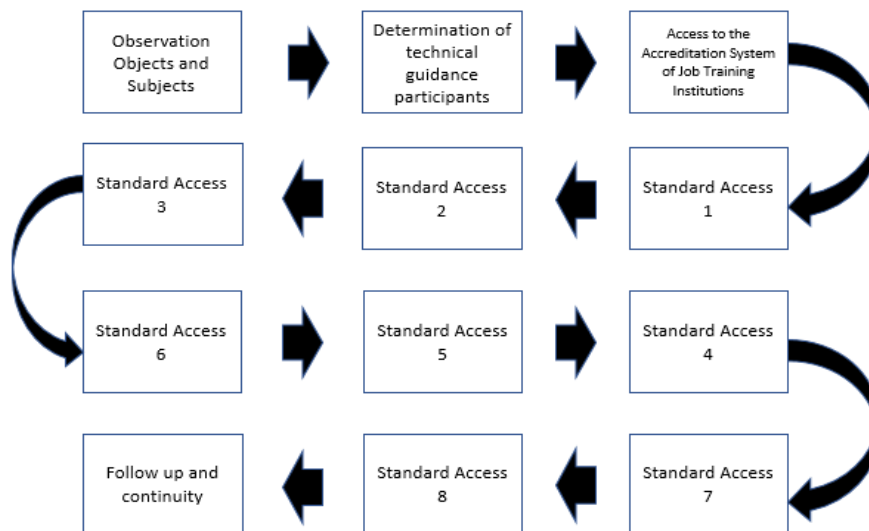 Observation
Objects and
Subjects
Determination of
technical
guidance
participants
Access to the
Accreditation System
of Job Training
Institutions
Standard Access
3
Standard Access
2
Standard Access
1
Standard Access
6
Standard Access
5
Standard Access
4
Follow up and
continuity
Standard Access
8
Standard Access
7